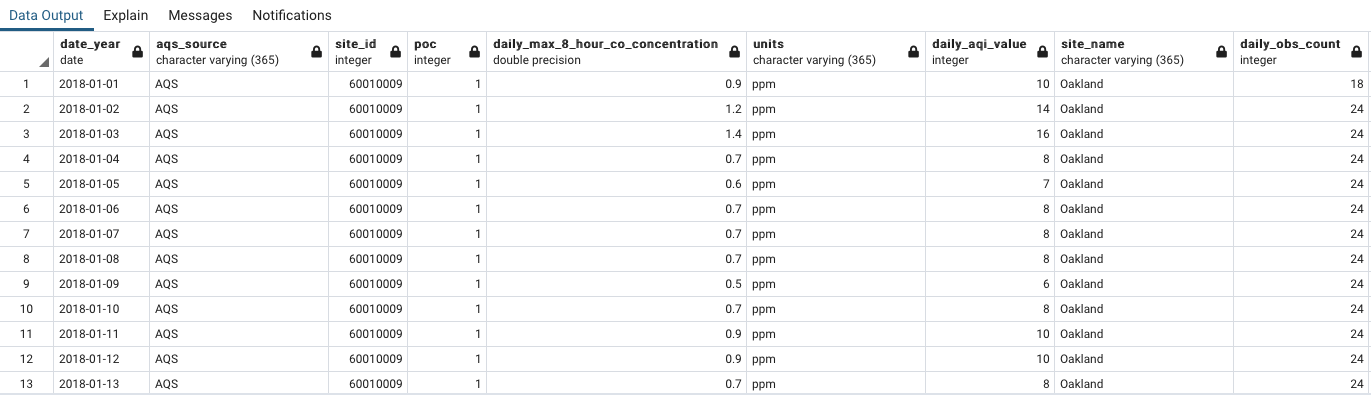 Data Output Explain Messages Notifications
date_year aqs_source site_id poc daily_max_8_hour_co_concentration units daily_aqi_value site_name daily_obs_count
date character varying (365) integer integer double precision character varying (365) integer character varying (365) integer
1 2018-01-01 AQS 60010009 1 0.9 ppm 10 Oakland 18
2 2018-01-02 AQS 60010009 1 1.2 ppm 14 Oakland 24
3 2018-01-03 AQS 60010009 1 1.4 ppm 16 Oakland 24
4 2018-01-04 AQS 60010009 1 0.7 ppm 8 Oakland 24
5 2018-01-05 AQS 60010009 1 0.6 ppm 7 Oakland 24
6 2018-01-06 AQS 60010009 1 0.7 ppm 8 Oakland 24
7 2018-01-07 AQS 60010009 1 0.7 ppm 8 Oakland 24
8 2018-01-08 AQS 60010009 1 0.7 ppm 8 Oakland 24
9 2018-01-09 AQS 60010009 1 0.5 ppm 6 Oakland 24
10 2018-01-10 AQS 60010009 1 0.7 ppm 8 Oakland 24
11 2018-01-11 AQS 60010009 1 0.9 ppm 10 Oakland 24
12 2018-01-12 AQS 60010009 1 0.9 ppm 10 Oakland 24
13 2018-01-13 AQS 60010009 1 0.7 ppm 8 Oakland 24